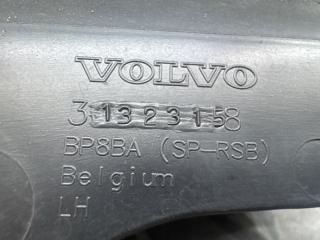 VOLVO
31323158
BP8BA (SP-RSB)
Belgium
LH